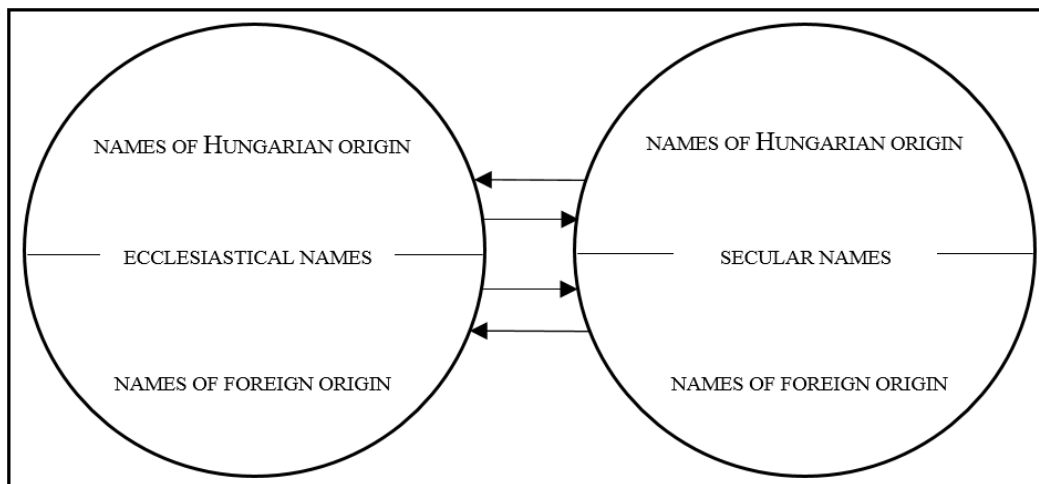 NAMES OF HUNGARIAN ORIGIN
ECCLESIASTICAL NAMES
NAMES OF FOREIGN ORIGIN
NAMES OF HUNGARIAN ORIGIN
SECULAR NAMES
NAMES OF FOREIGN ORIGIN